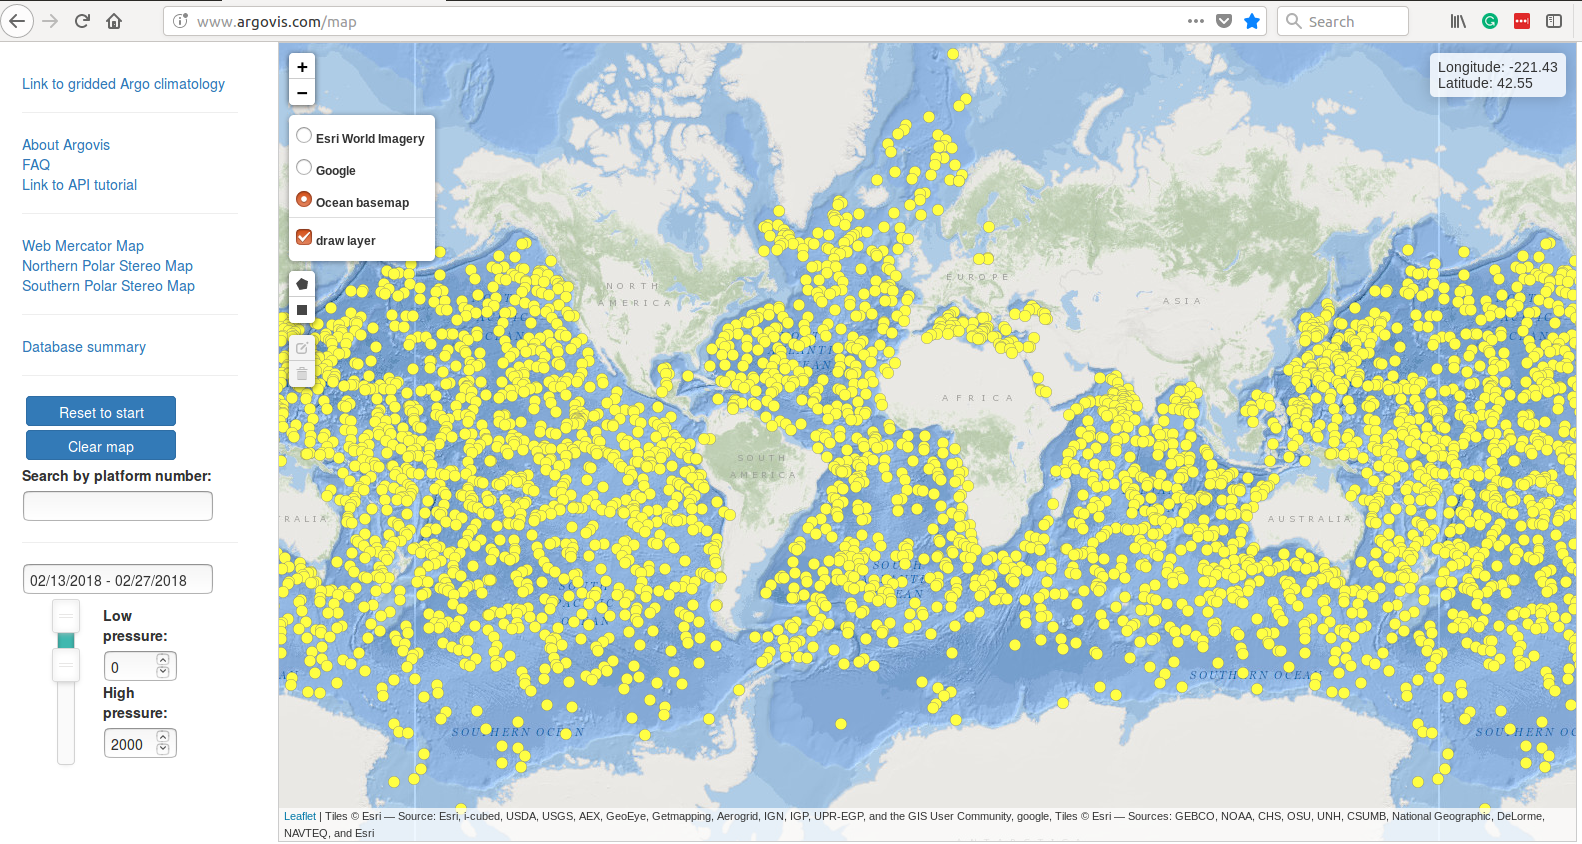 www.argovis.com/map
Search
Link to gridded Argo climatology
About Argovis
FAQ
Link to API tutorial
Web Mercator Map
Northern Polar Stereo Map
Southern Polar Stereo Map
Database summary
Reset to start
Clear map
Search by platform number:
02/13/2018 - 02/27/2018
Low
pressure:
0
High
pressure:
2000
+
−
Esri World Imagery
Google
Ocean basemap
draw layer
Longitude: -221.43
Latitude: 42.55
NORTH
AMERICA
EUROPE
ASIA
AFRICA
SOUTH
AMERICA
RALIA
AUSTRALIA
SOUTHERN OCEAN
SOUTHERN OCEAN
SOUTHERN OC
Leaflet | Tiles © Esri — Source: Esri, i-cubed, USDA, USGS, AEX, GeoEye, Getmapping, Aerogrid, IGN, IGP, UPR-EGP, and the GIS User Community, google, Tiles © Esri — Sources: GEBCO, NOAA, CHS, OSU, UNH, CSUMB, National Geographic, DeLorme,
NAVTEQ, and Esri